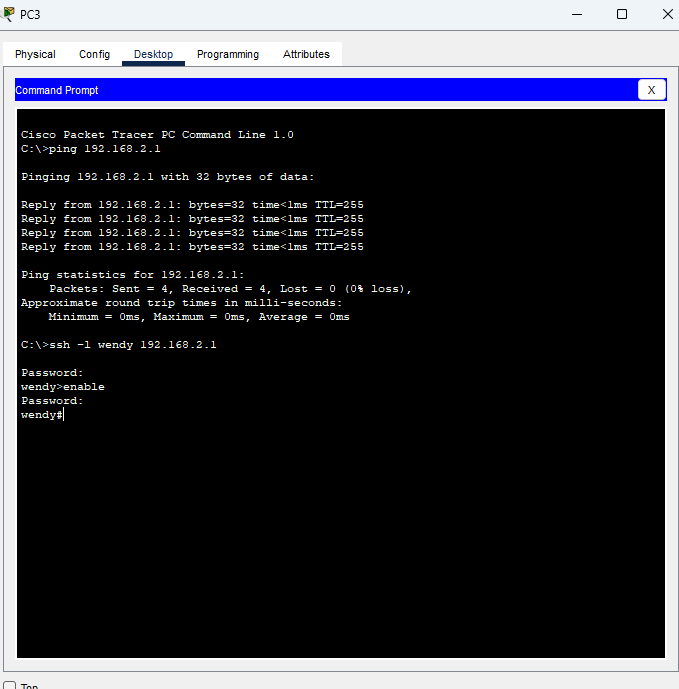 PC3
Physical Config Desktop Programming Attributes
Command Prompt
X
Cisco Packet Tracer PC Command Line 1.0
C:\>ping 192.168.2.1
Pinging 192.168.2.1 with 32 bytes of data:
Reply from 192.168.2.1: bytes=32 time<1ms TTL=255
Reply from 192.168.2.1: bytes=32 time<1ms TTL=255
Reply from 192.168.2.1: bytes=32 time<1ms TTL=255
Reply from 192.168.2.1: bytes=32 time<1ms TTL=255
Ping statistics for 192.168.2.1:
Packets: Sent = 4, Received = 4, Lost = 0 (0% loss),
Approximate round trip times in milli-seconds:
Minimum = 0ms, Maximum = 0ms, Average = 0ms
C:\>ssh -l wendy 192.168.2.1
Password:
wendy>enable
Password:
wendy#
Top